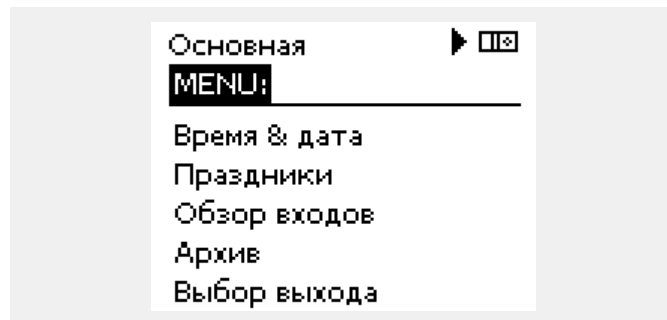 Основная
MENU:
Время & дата
Праздники
Обзор входов
Архив
Выбор выхода